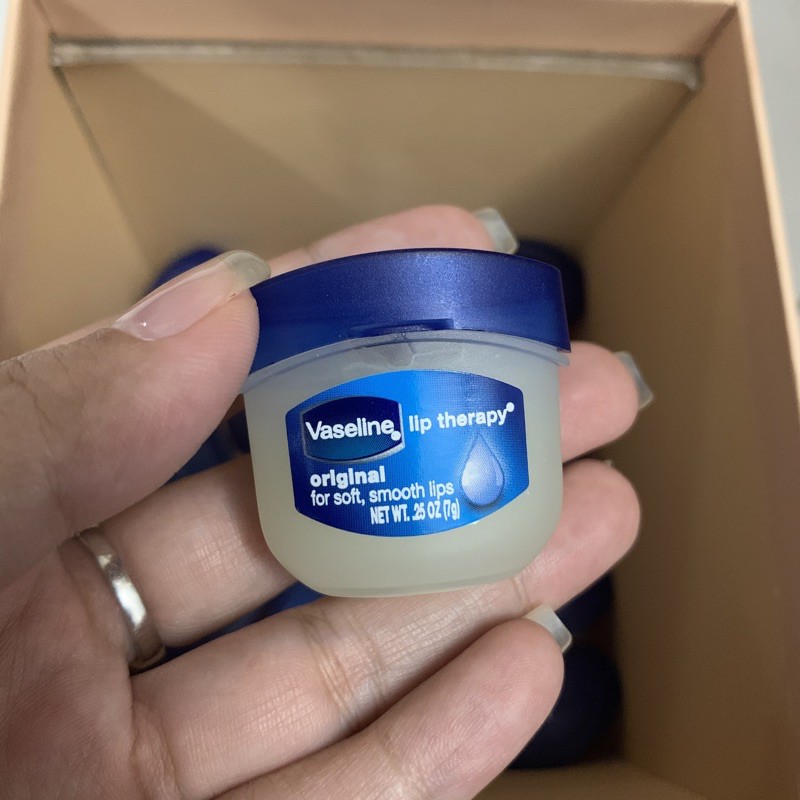 Vaseline lip therapy
original
for soft, smooth lips
NET WT. .25 OZ (7g)